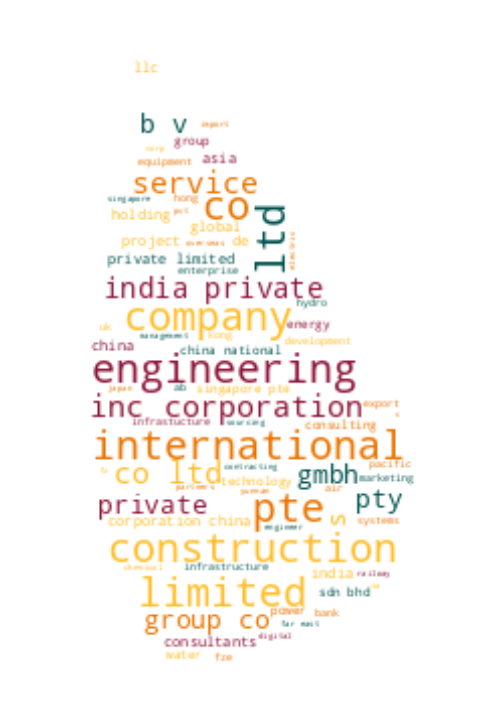 llc
b v import
group
corp
equipment asia
service
singapore hong
co
ltd
holding pvt
global
electric
project overseas de
private limited
enterprise
india private
hydro
company
uk energy
management kong
development
china china national
engineering
japan ab singapore pte
inc corporation export
infrastucture sourcing
consulting
international
co ltd contracting pacific
gmbh marketing
technology
partners yunnan air
private pte pty
s
corporation china systems
engineer
construction
chemical infrastructure
india railway
limited
sdn bhd
group co power bank
far east
consultants digital
water fze